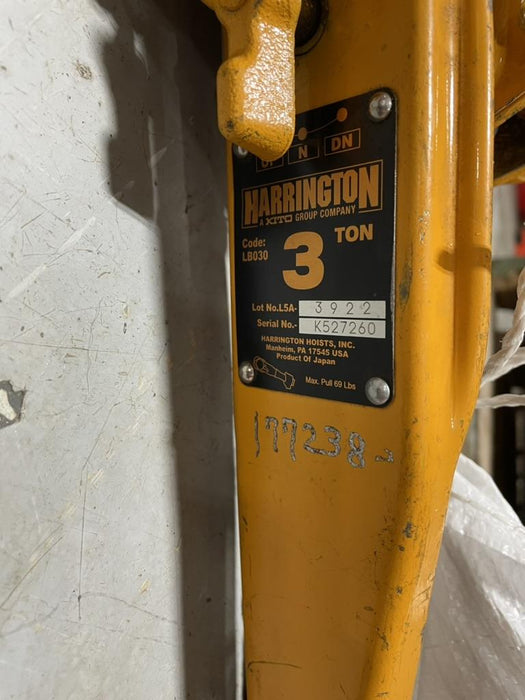 N DN
HARRINGTON
A KITO GROUP COMPANY
Code:
LB030
3 TON
Lot No.L5A- 3922
Serial No.- K527260
HARRINGTON HOISTS, INC.
Manheim, PA 17545 USA
Product Of Japan
Max. Pull 69 Lbs
177238